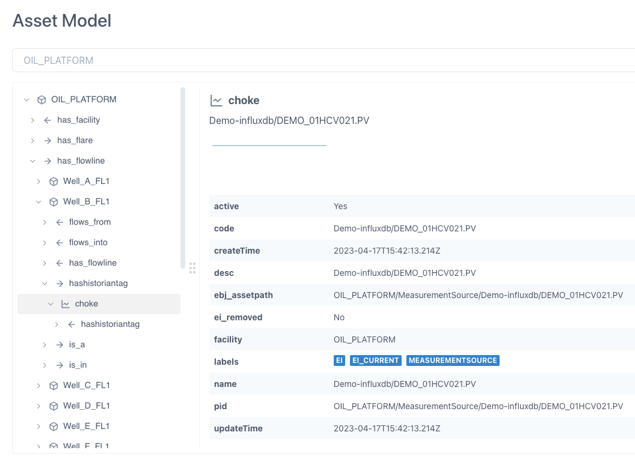 Asset Model
OIL_PLATFORM
OIL_PLATFORM
has_facility
has_flare
has_flowline
Well_A_FL1
Well_B_FL1
flows_from
flows_into
has_flowline
hashistoriantag
choke
hashistoriantag
is_a
is_in
Well_C_FL1
Well_D_FL1
Well_E_FL1
choke
Demo-influxdb/DEMO_01HCV021.PV
active Yes
code Demo-influxdb/DEMO_01HCV021.PV
createTime 2023-04-17T15:42:13.214Z
desc Demo-influxdb/DEMO_01HCV021.PV
ebj_assetpath OIL_PLATFORM/MeasurementSource/Demo-influxdb/DEMO_01HCV021.PV
ei_removed No
facility OIL_PLATFORM
labels EI EI_CURRENT MEASUREMENTSOURCE
name Demo-influxdb/DEMO_01HCV021.PV
pid OIL_PLATFORM/MeasurementSource/Demo-influxdb/DEMO_01HCV021.PV
updateTime 2023-04-17T15:42:13.214Z